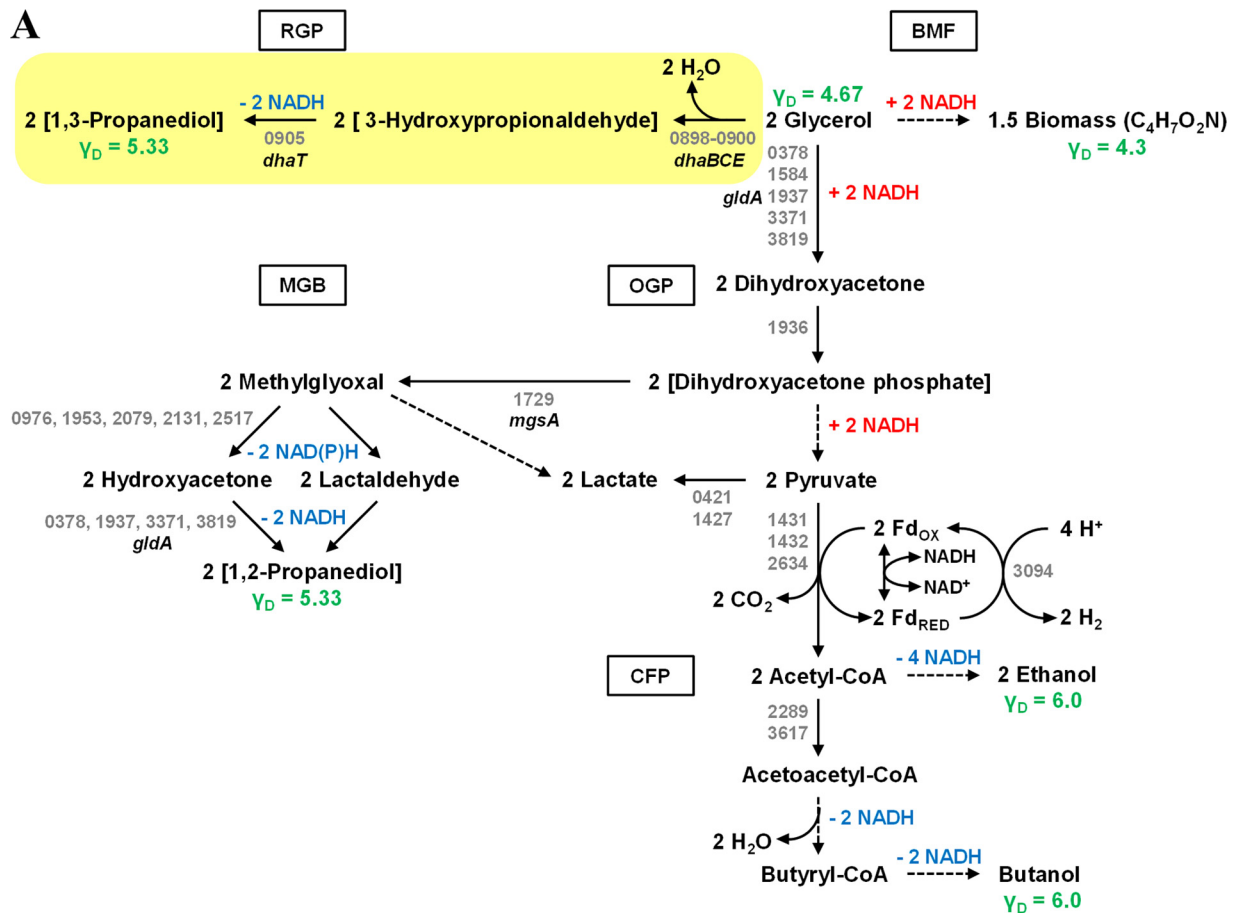 A
RGP
BMF
2 H2O
γD = 4.67
- 2 NADH
+ 2 NADH
2 [1,3-Propanediol]
2 [ 3-Hydroxypropionaldehyde]
2 Glycerol
1.5 Biomass (C4H7O2N)
γD = 5.33
0905
dhaT
0898-0900
dhaBCE
γD = 4.3
0378
1584
gldA
1937
+ 2 NADH
3371
3819
MGB
OGP
2 Dihydroxyacetone
1936
2 Methylglyoxal
2 [Dihydroxyacetone phosphate]
1729
mgsA
0976, 1953, 2079, 2131, 2517
+ 2 NADH
- 2 NAD(P)H
2 Hydroxyacetone
2 Lactaldehyde
2 Lactate
2 Pyruvate
0421
1427
0378, 1937, 3371, 3819
gldA
- 2 NADH
1431
1432
2634
2 FdOX
4 H+
NADH
3094
NAD+
2 [1,2-Propanediol]
γD = 5.33
2 CO2
2 FdRED
2 H2
CFP
2 Acetyl-CoA
- 4 NADH
2 Ethanol
γD = 6.0
2289
3617
Acetoacetyl-CoA
- 2 NADH
2 H2O
Butyryl-CoA
- 2 NADH
Butanol
γD = 6.0